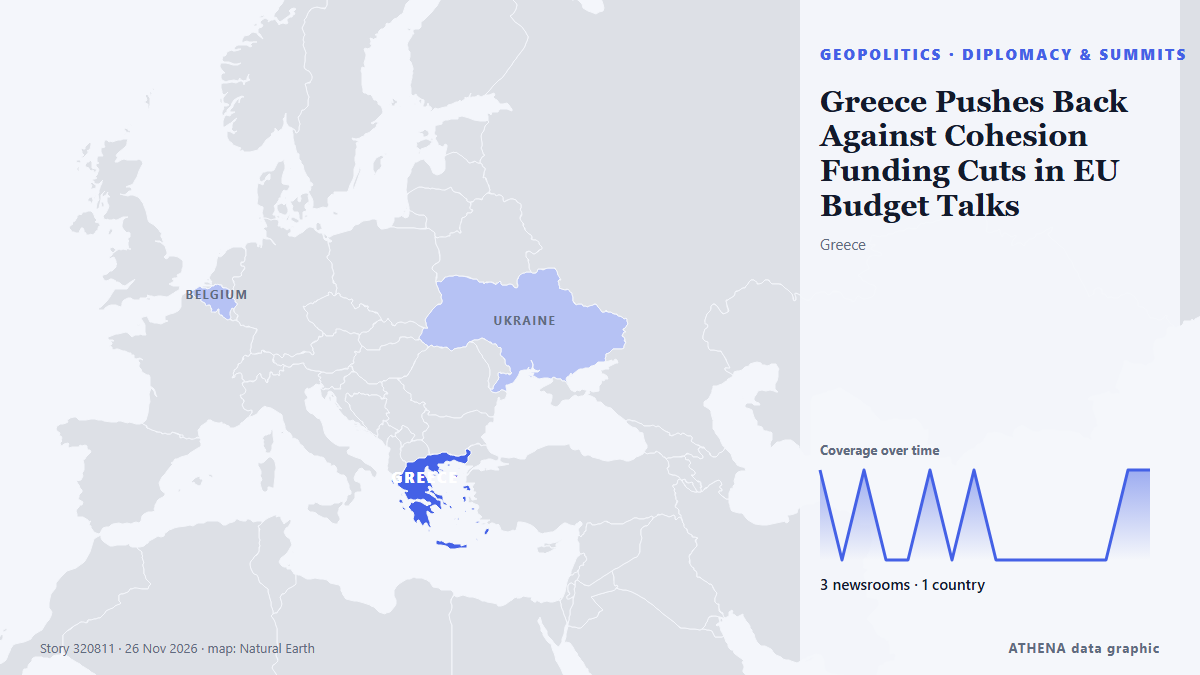 GEOPOLITICS · DIPLOMACY & SUMMITS
Greece Pushes Back
Against Cohesion
Funding Cuts in EU
Budget Talks
Greece
BELGIUM
UKRAINE
GREECE
Coverage over time
3 newsrooms · 1 country
Story 320811 · 26 Nov 2026 · map: Natural Earth
ATHENA data graphic